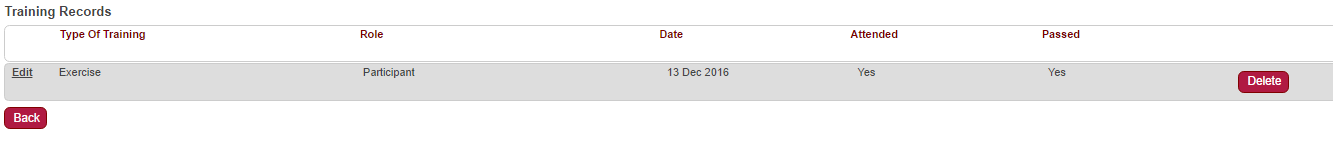 Training Records
Type Of Training Role Date Attended Passed
Edit Exercise Participant 13 Dec 2016 Yes Yes Delete
Back